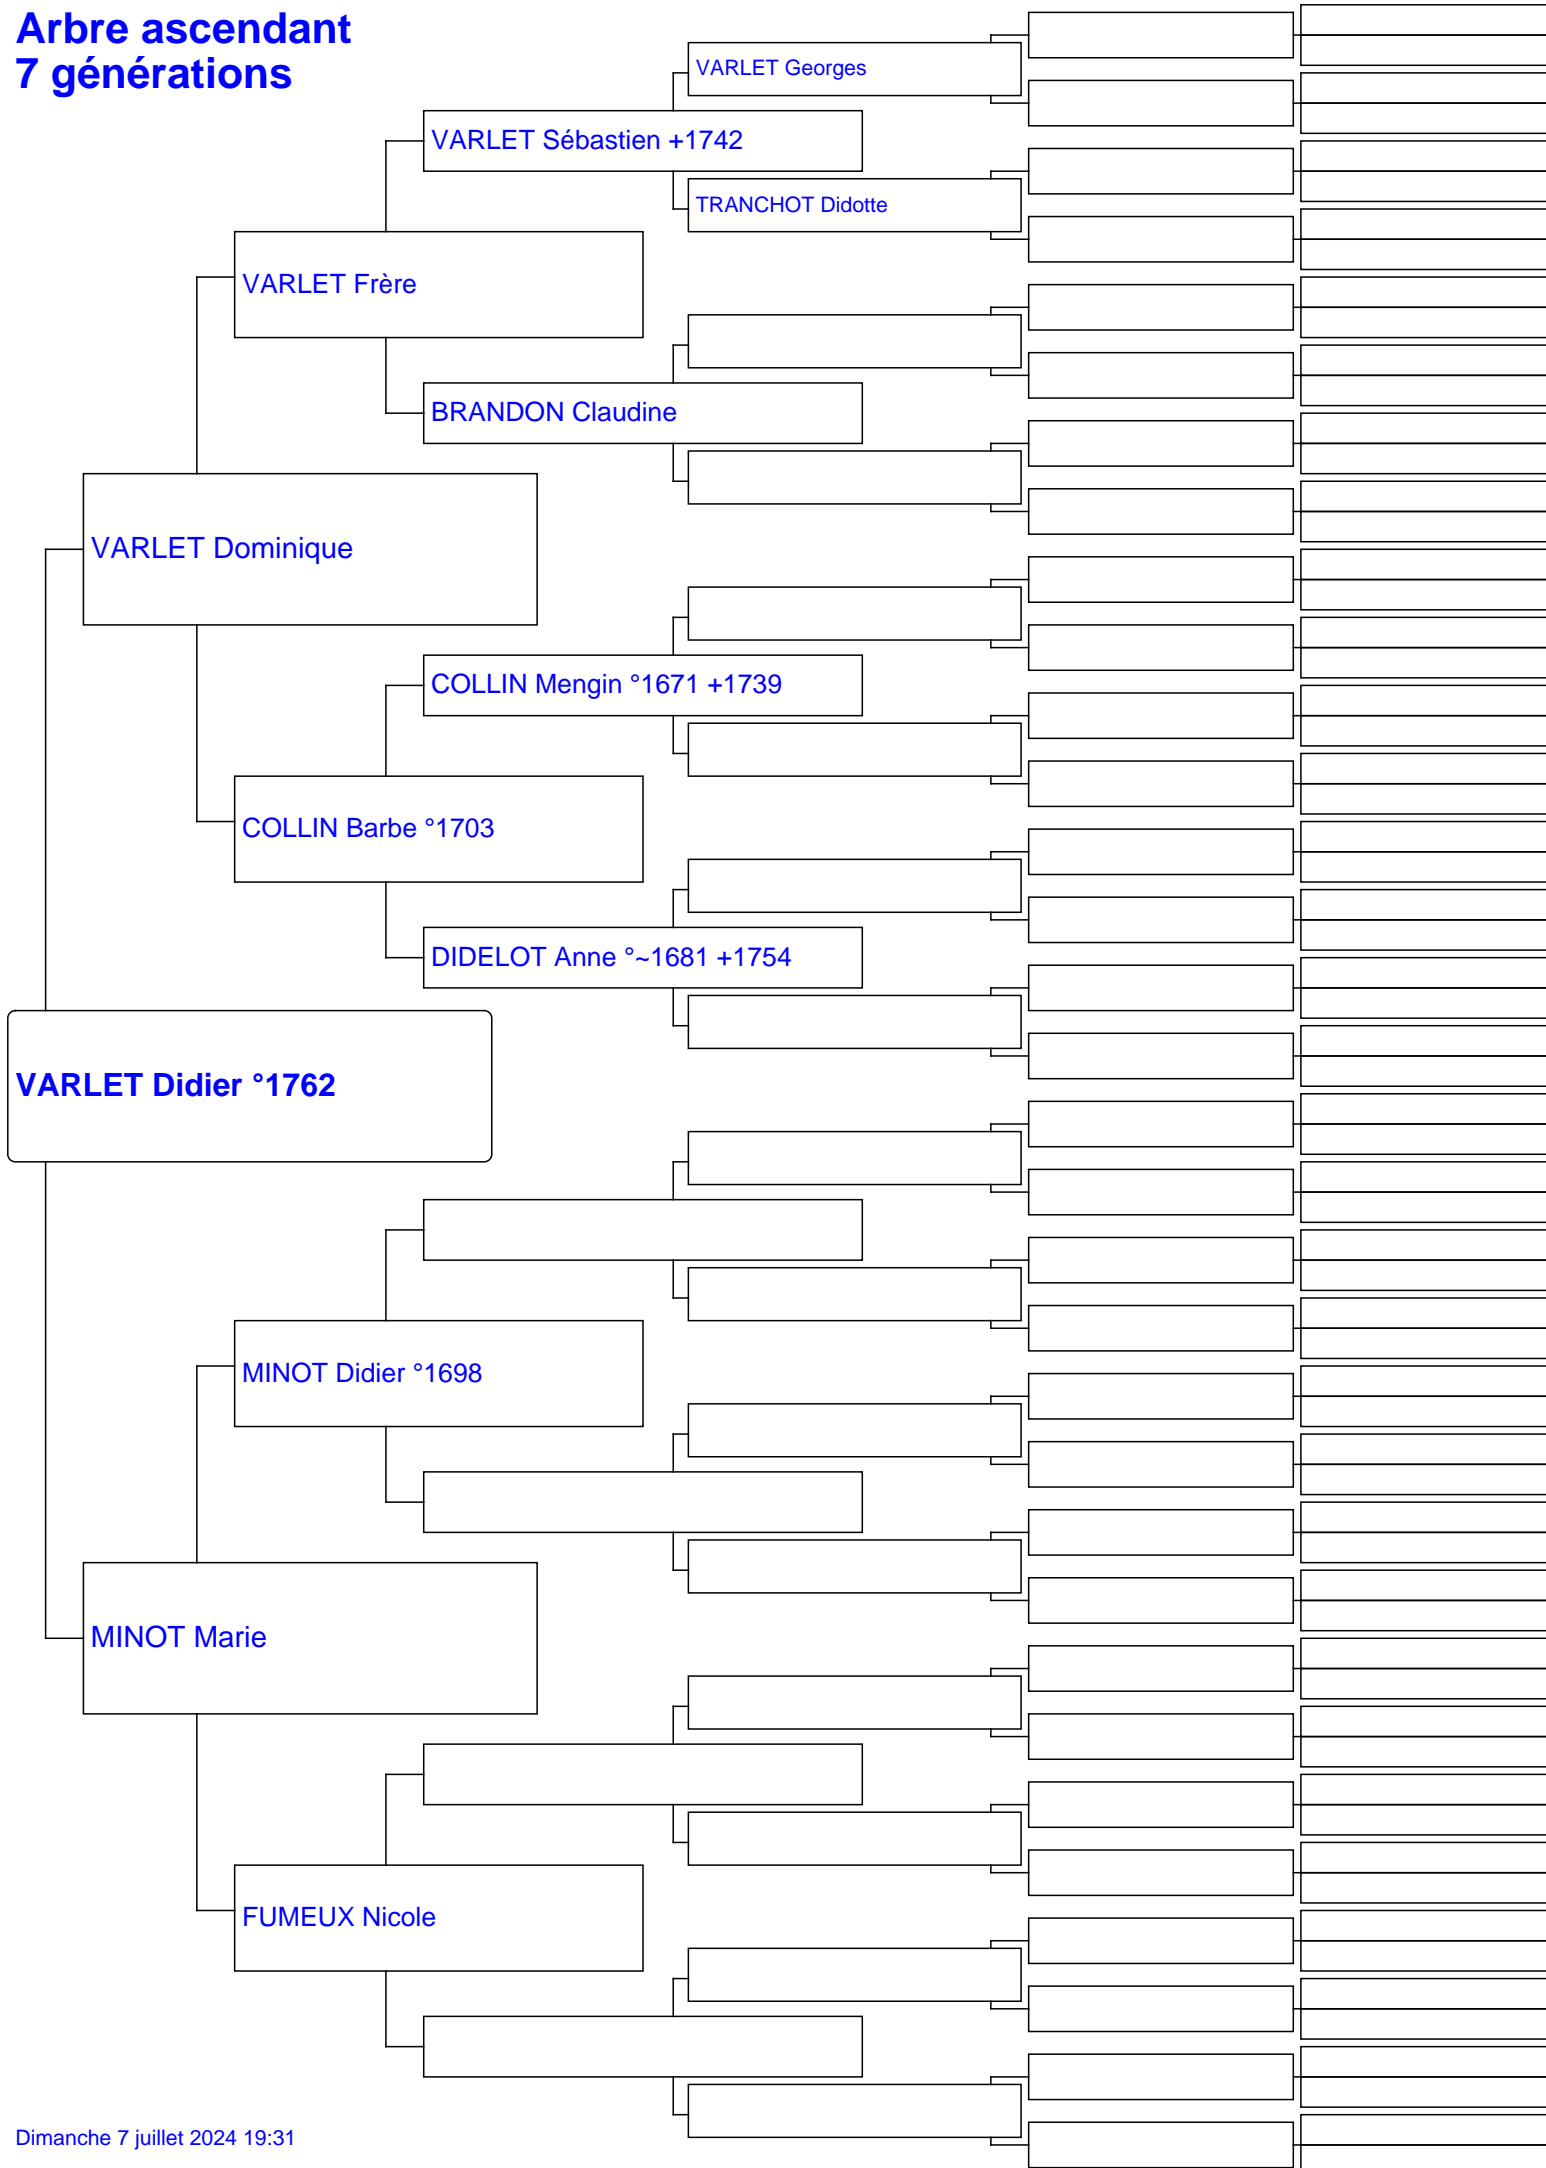 Arbre ascendant
7 générations
VARLET Georges
VARLET Sébastien +1742
TRANCHOT Didotte
VARLET Frère
BRANDON Claudine
VARLET Dominique
COLLIN Mengin °1671 +1739
COLLIN Barbe °1703
DIDELOT Anne °~1681 +1754
VARLET Didier °1762
MINOT Didier °1698
MINOT Marie
FUMEUX Nicole
Dimanche 7 juillet 2024 19:31